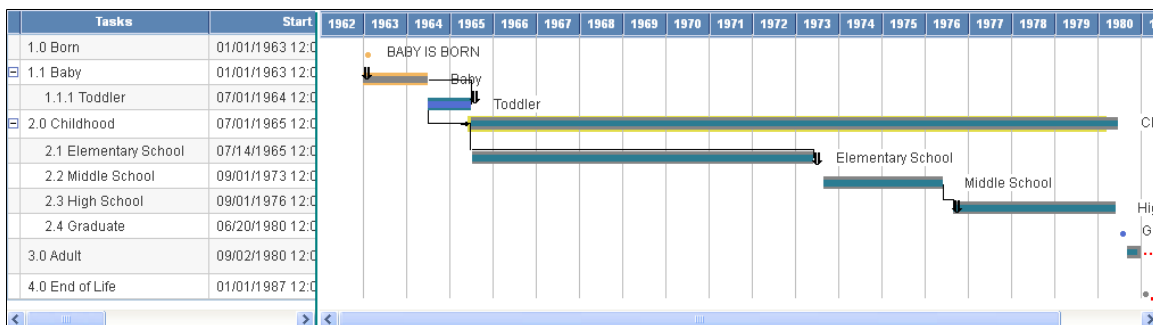 Tasks Start 1962 1963 1964 1965 1966 1967 1968 1969 1970 1971 1972 1973 1974 1975 1976 1977 1978 1979 1980 1
1.0 Born 01/01/1963 12:0 BABY IS BORN
1.1 Baby 01/01/1963 12:0 Baby
1.1.1 Toddler 07/01/1964 12:0 Toddler
2.0 Childhood 07/01/1965 12:0 Cl
2.1 Elementary School 07/14/1965 12:0 Elementary School
2.2 Middle School 09/01/1973 12:0 Middle School
2.3 High School 09/01/1976 12:0 Hig
2.4 Graduate 06/20/1980 12:0 G
3.0 Adult 09/02/1980 12:0
4.0 End of Life 01/01/1987 12:0